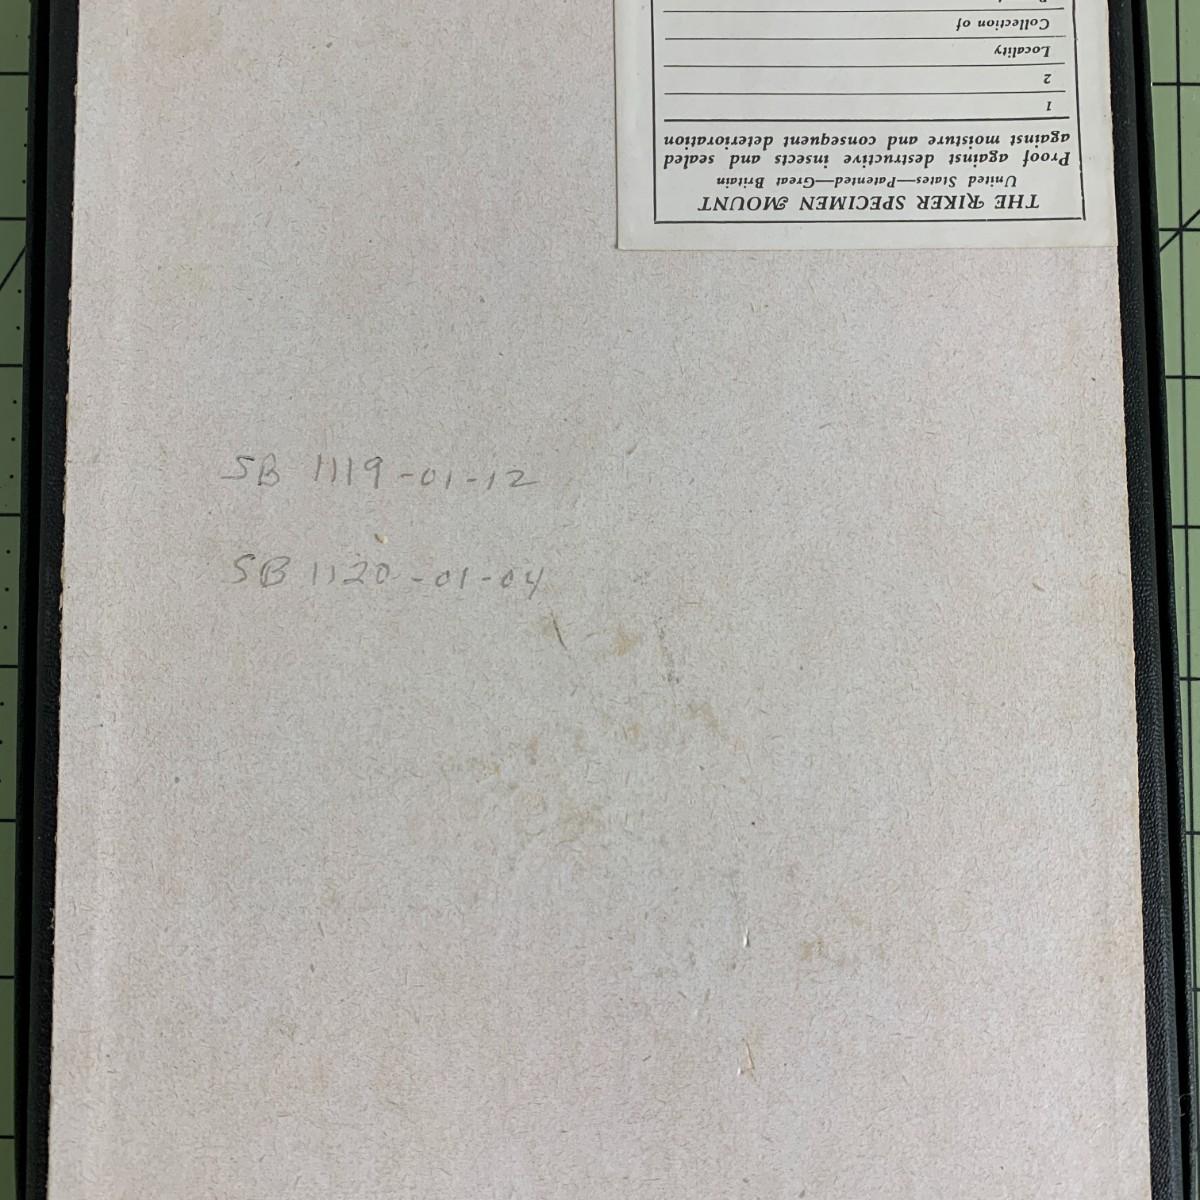 THE RIKER SPECIMEN MOUNT
United States—Patented—Great Britain
Proof against destructive insects and sealed
against moisture and consequent deterioration
1
2
Locality
Collection of
SB 1119-01-12
SB 1120-01-04